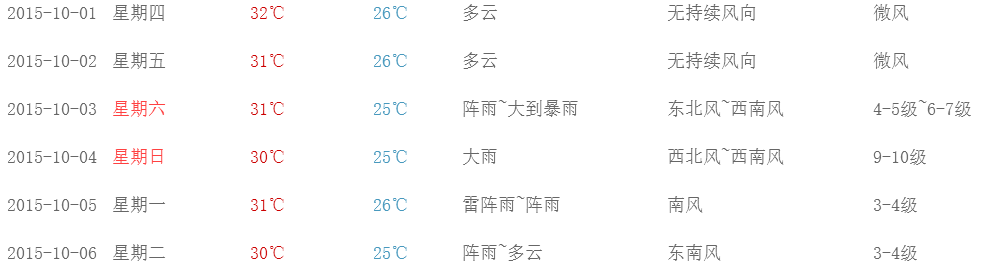 2015-10-01 星期四 32℃ 26℃ 多云 无持续风向 微风
2015-10-02 星期五 31℃ 26℃ 多云 无持续风向 微风
2015-10-03 星期六 31℃ 25℃ 阵雨~大到暴雨 东北风~西南风 4-5级~6-7级
2015-10-04 星期日 30℃ 25℃ 大雨 西北风~西南风 9-10级
2015-10-05 星期一 31℃ 26℃ 雷阵雨~阵雨 南风 3-4级
2015-10-06 星期二 30℃ 25℃ 阵雨~多云 东南风 3-4级